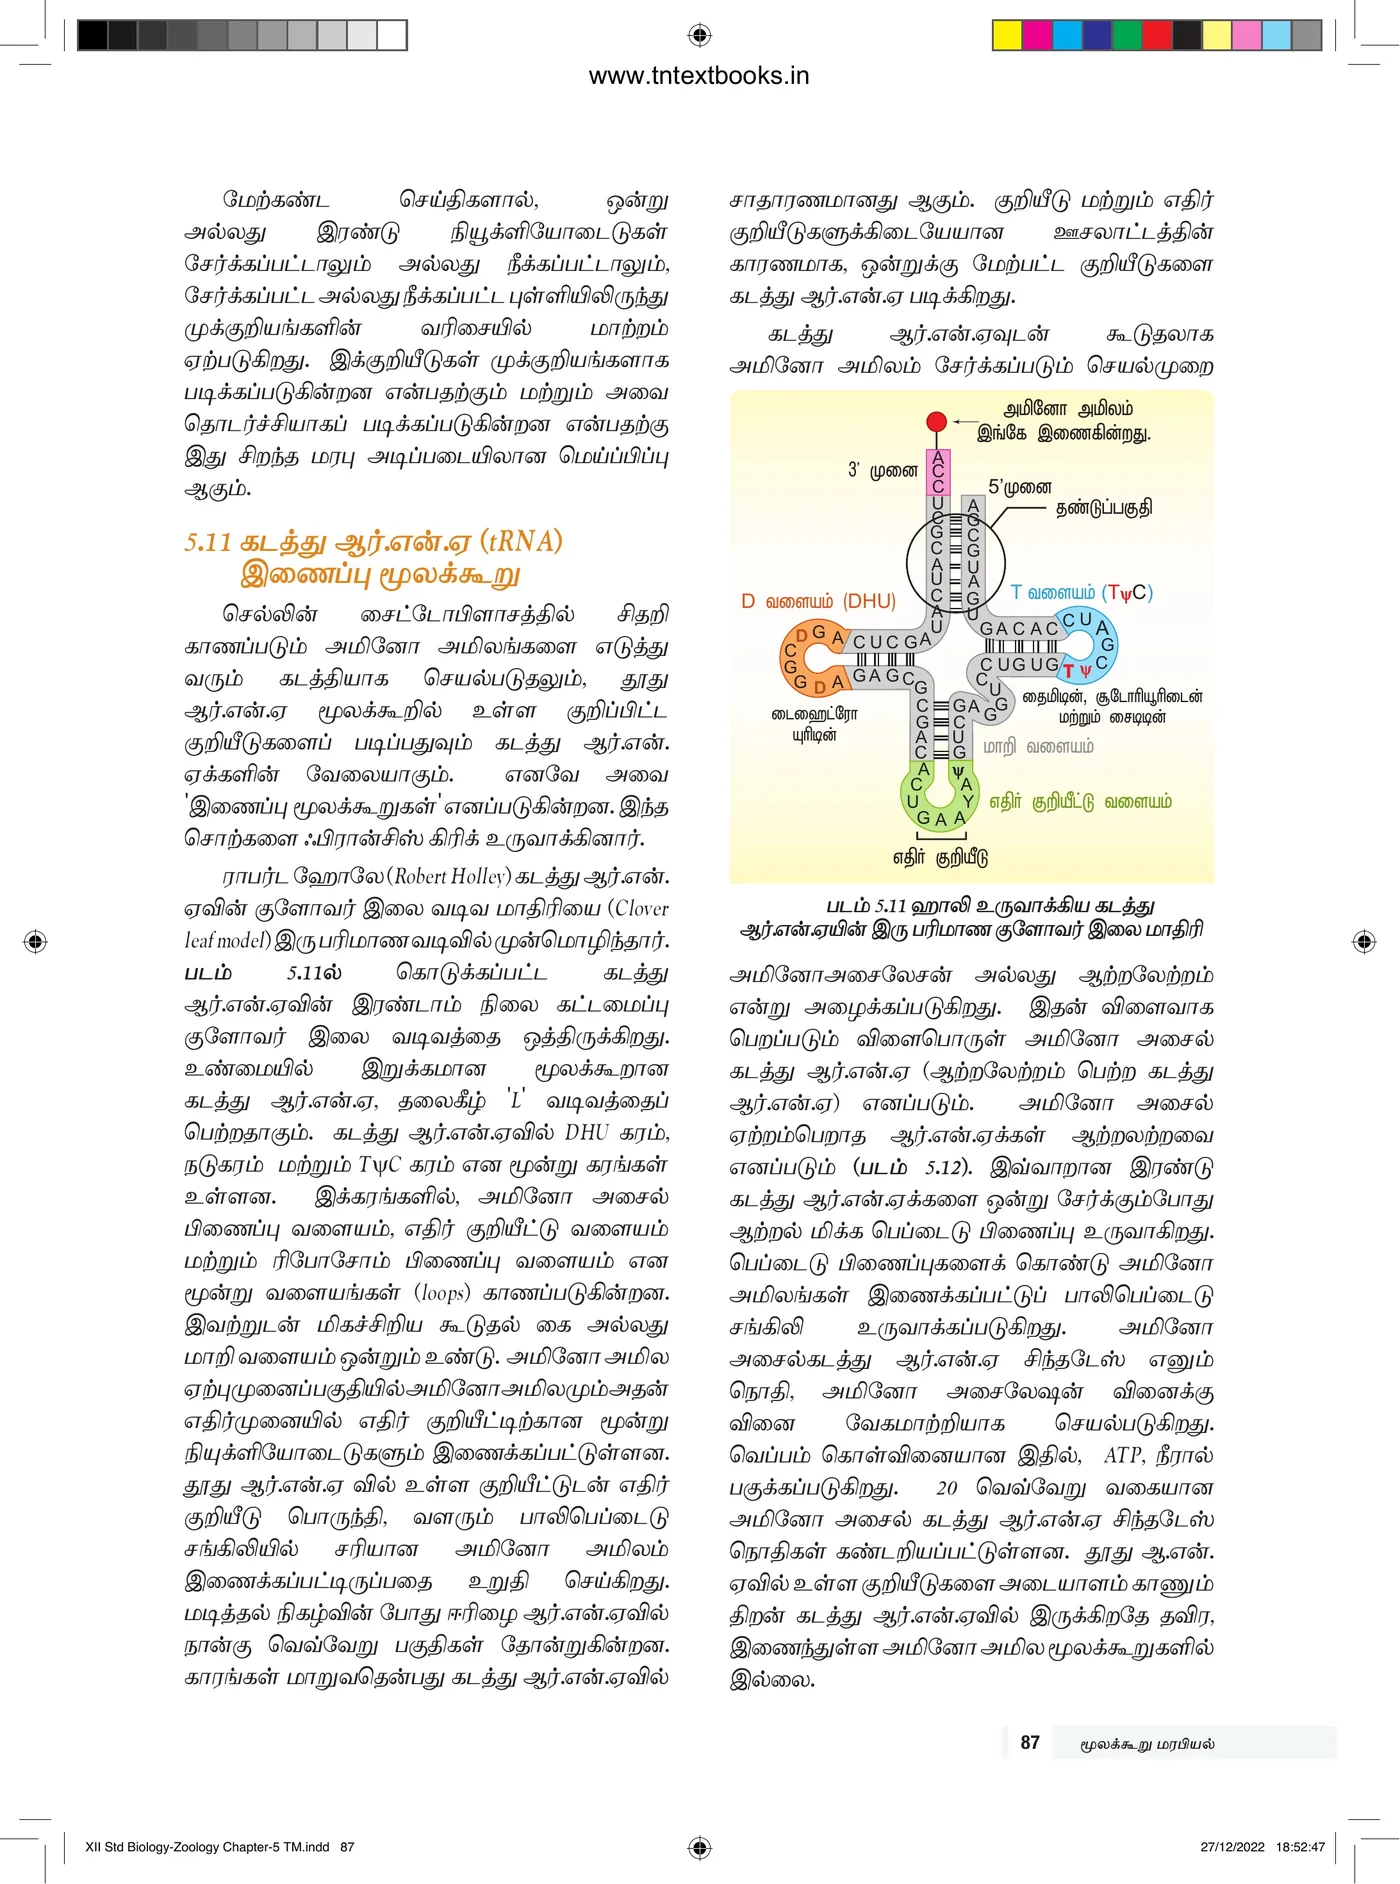 www.tntextbooks.in
மேற்கண்ட செய்திகளால், ஒன்று
அல்லது இரண்டு நியூக்ளியோடைடுகள்
சேர்க்கப்பட்டாலும் அல்லது நீக்கப்பட்டாலும்,
சேர்க்கப்பட்ட அல்லது நீக்கப்பட்ட புள்ளியிலிருந்து
முக்குறியங்களின் வரிசையில் மாற்றம்
ஏற்படுகிறது. இக்குறியீடுகள் முக்குறியங்களாக
படிக்கப்படுகின்றன என்பதற்கும் மற்றும் அவை
தொடர்ச்சியாகப் படிக்கப்படுகின்றன என்பதற்கு
இது சிறந்த மரபு அடிப்படையிலான மெய்ப்பிப்பு
ஆகும்.
5.11 கடத்து ஆர்.என்.ஏ (tRNA)
இணைப்பு மூலக்கூறு
செல்லின் சைட்டோபிளாசத்தில் சிதறி
காணப்படும் அமினோ அமிலங்களை எடுத்து
வரும் கடத்தியாக செயல்படுதலும், தூது
ஆர்.என்.ஏ மூலக்கூறில் உள்ள குறிப்பிட்ட
குறியீடுகளைப் படிப்பதுவும் கடத்து ஆர்.என்.
ஏக்களின் வேலையாகும். எனவே அவை
'இணைப்பு மூலக்கூறுகள்' எனப்படுகின்றன. இந்த
சொற்களை ஃபிரான்சிஸ் கிரிக் உருவாக்கினார்.
ராபர்ட ஹோலே (Robert Holley) கடத்து ஆர்.என்.
ஏவின் குளோவர் இலை வடிவ மாதிரியை (Clover
leaf model) இரு பரிமாண வடிவில் முன்மொழிந்தார்.
படம் 5.11ல் கொடுக்கப்பட்ட கடத்து
ஆர்.என்.ஏவின் இரண்டாம் நிலை கட்டமைப்பு
குளோவர் இலை வடிவத்தை ஒத்திருக்கிறது.
உண்மையில் இறுக்கமான மூலக்கூறான
கடத்து ஆர்.என்.ஏ, தலைகீழ் 'L' வடிவத்தைப்
பெற்றதாகும். கடத்து ஆர்.என்.ஏவில் DHU கரம்,
நடுகரம் மற்றும் TψC கரம் என மூன்று கரங்கள்
உள்ளன. இக்கரங்களில், அமினோ அசைல்
பிணைப்பு வளையம், எதிர் குறியீட்டு வளையம்
மற்றும் ரிபோசோம் பிணைப்பு வளையம் என
மூன்று வளையங்கள் (loops) காணப்படுகின்றன.
இவற்றுடன் மிகச்சிறிய கூடுதல் கை அல்லது
மாறி வளையம் ஒன்றும் உண்டு. அமினோ அமில
ஏற்புமுனைப்பகுதியில் அமினோ அமிலமும் அதன்
எதிர்முனையில் எதிர் குறியீட்டிற்கான மூன்று
நியுக்ளியோடைடுகளும் இணைக்கப்பட்டுள்ளன.
தூது ஆர்.என்.ஏ வில் உள்ள குறியீட்டுடன் எதிர்
குறியீடு பொருந்தி, வளரும் பாலிபெப்டைடு
சங்கிலியில் சரியான அமினோ அமிலம்
இணைக்கப்பட்டிருப்பதை உறுதி செய்கிறது.
மடித்தல் நிகழ்வின் போது ஈரிழை ஆர்.என்.ஏவில்
நான்கு வெவ்வேறு பகுதிகள் தோன்றுகின்றன.
காரங்கள் மாறுவதென்பது கடத்து ஆர்.என்.ஏவில்
சாதாரணமானது ஆகும். குறியீடு மற்றும் எதிர்
குறியீடுகளுக்கிடையேயான ஊசலாட்டத்தின்
காரணமாக, ஒன்றுக்கு மேற்பட்ட குறியீடுகளை
கடத்து ஆர்.என்.ஏ படிக்கிறது.
கடத்து ஆர்.என்.ஏவுடன் கூடுதலாக
அமினோ அமிலம் சேர்க்கப்படும் செயல்முறை
அமினோ அமிலம்
இங்கே இணைகின்றது.
3' முனை
5'முனை
தண்டுப்பகுதி
A C C U C G C A U C A U
A G C G U A G U
D வளையம் (DHU)
T வளையம் (TψC)
D G A C U C G A
C G G D A G A G C G
G A C A C C U A G C
C U G U G T ψ
C U G G A G
டைஹைட்ரோ
யுரிடின்
தைமிடின், சூடோரியூரிடைன்
மற்றும் சைடிடின்
C G A C
G C U G
மாறி வளையம்
A C U G A A A Y A ψ
எதிர் குறியீட்டு வளையம்
எதிர் குறியீடு
படம் 5.11 ஹாலி உருவாக்கிய கடத்து
ஆர்.என்.ஏயின் இரு பரிமாண குளோவர் இலை மாதிரி
அமினோஅசைலேசன் அல்லது ஆற்றலேற்றம்
என்று அழைக்கப்படுகிறது. இதன் விளைவாக
பெறப்படும் விளைபொருள் அமினோ அசைல்
கடத்து ஆர்.என்.ஏ (ஆற்றலேற்றம் பெற்ற கடத்து
ஆர்.என்.ஏ) எனப்படும். அமினோ அசைல்
ஏற்றம்பெறாத ஆர்.என்.ஏக்கள் ஆற்றலற்றவை
எனப்படும் (படம் 5.12). இவ்வாறான இரண்டு
கடத்து ஆர்.என்.ஏக்களை ஒன்று சேர்க்கும்போது
ஆற்றல் மிக்க பெப்டைடு பிணைப்பு உருவாகிறது.
பெப்டைடு பிணைப்புகளைக் கொண்டு அமினோ
அமிலங்கள் இணைக்கப்பட்டுப் பாலிபெப்டைடு
சங்கிலி உருவாக்கப்படுகிறது. அமினோ
அசைல்கடத்து ஆர்.என்.ஏ சிந்தடேஸ் எனும்
நொதி, அமினோ அசைலேஷன் வினைக்கு
வினை வேகமாற்றியாக செயல்படுகிறது.
வெப்பம் கொள்வினையான இதில், ATP, நீரால்
பகுக்கப்படுகிறது. 20 வெவ்வேறு வகையான
அமினோ அசைல் கடத்து ஆர்.என்.ஏ சிந்தடேஸ்
நொதிகள் கண்டறியப்பட்டுள்ளன. தூது ஆ.என்.
ஏவில் உள்ள குறியீடுகளை அடையாளம் காணும்
திறன் கடத்து ஆர்.என்.ஏவில் இருக்கிறதே தவிர,
இணைந்துள்ள அமினோ அமில மூலக்கூறுகளில்
இல்லை.
87 மூலக்கூறு மரபியல்
XII Std Biology-Zoology Chapter-5 TM.indd 87
27/12/2022 18:52:47